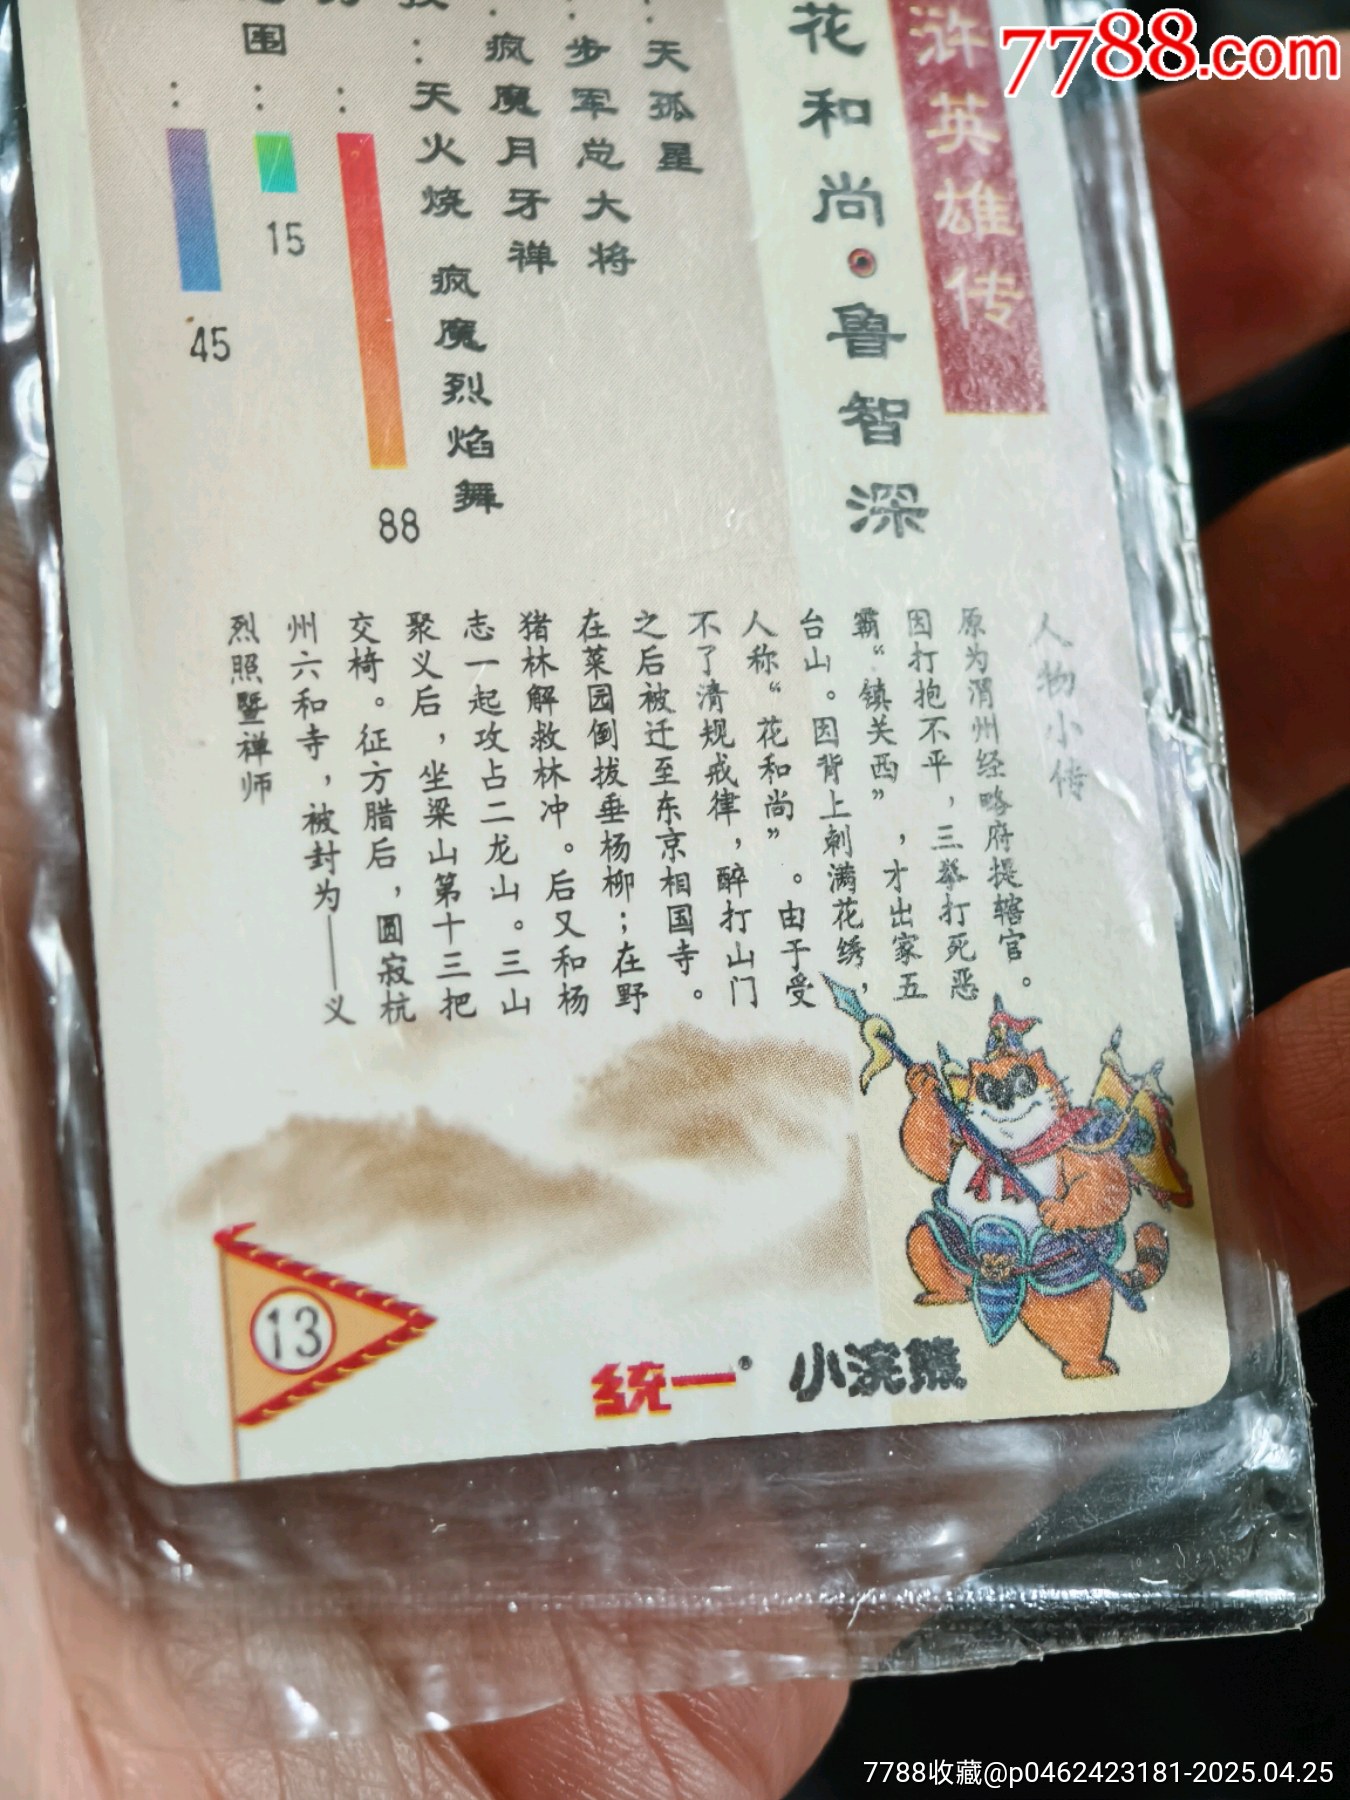 7788.com
浒英雄传
花和尚·鲁智深
：天孤星
：步军总大将
：疯魔月牙禅
：天火烧 疯魔烈焰舞
：
88
围：
15
：
45
人物小传
原为渭州经略府提辖官。
因打抱不平，三拳打死恶
霸“镇关西”，才出家五
台山。因背上刺满花绣，
人称“花和尚”。由于受
不了清规戒律，醉打山门
之后被迁至东京相国寺。
在菜园倒拔垂杨柳；在野
猪林解救林冲。后又和杨
志一起攻占二龙山。三山
聚义后，坐梁山第十三把
交椅。征方腊后，圆寂杭
州六和寺，被封为——义
烈照暨禅师
13
统一® 小浣熊
7788收藏@p0462423181-2025.04.25